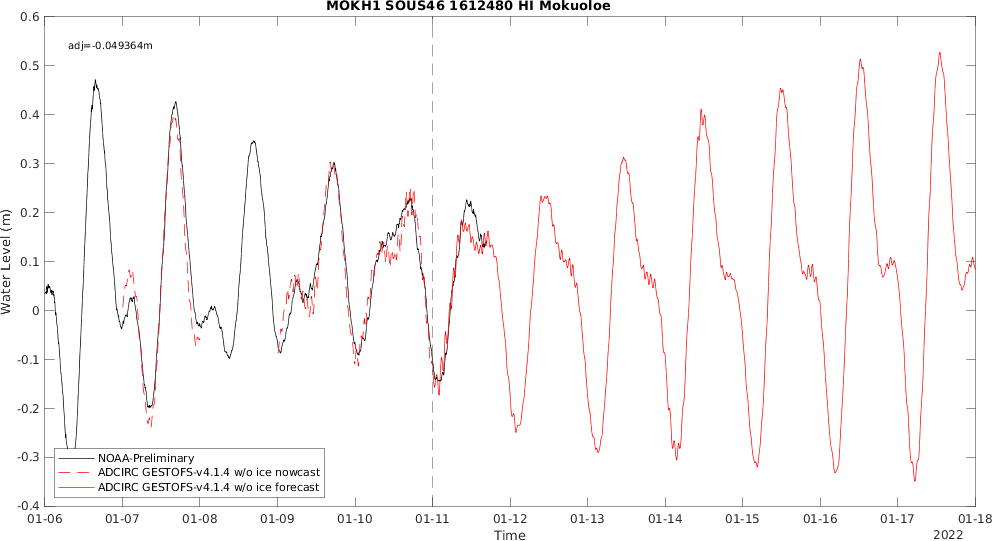 MOKH1 SOUS46 1612480 HI Mokuoloe
adj=-0.049364m
0.6
0.5
0.4
0.3
0.2
0.1
0
-0.1
-0.2
-0.3
-0.4
Water Level (m)
NOAA-Preliminary
ADCIRC GESTOFS-v4.1.4 w/o ice nowcast
ADCIRC GESTOFS-v4.1.4 w/o ice forecast
01-06 01-07 01-08 01-09 01-10 01-11 01-12 01-13 01-14 01-15 01-16 01-17 01-18
Time
2022